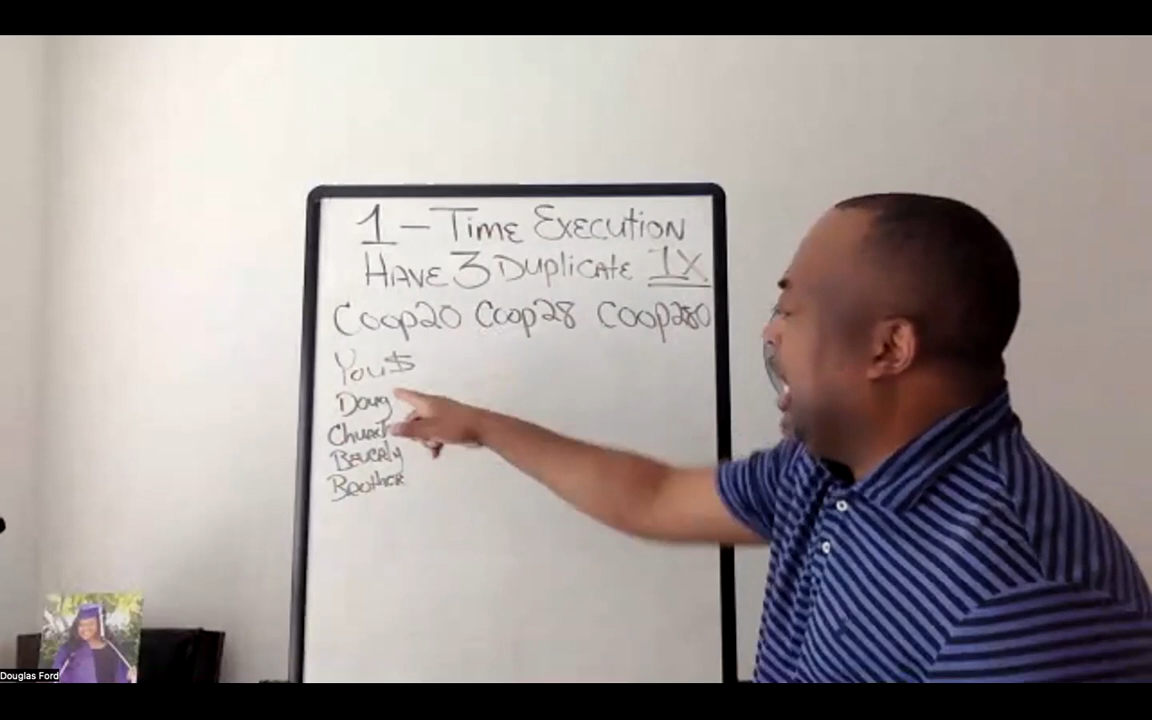 1 - Time Execution
Have 3 Duplicate 1X
Coop20 Coop28 Coop280
You $
Doug
Church
Beverly
Brother
Douglas Ford